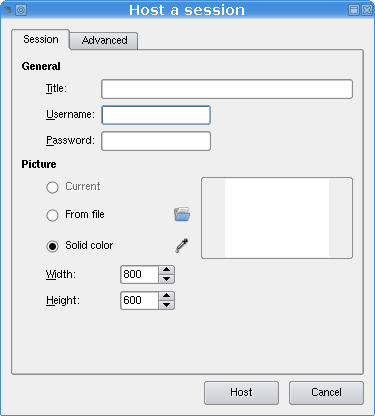 Host a session
Session Advanced
General
Title:
Username:
Password:
Picture
Current
From file
Solid color
Width: 800
Height: 600
Host Cancel